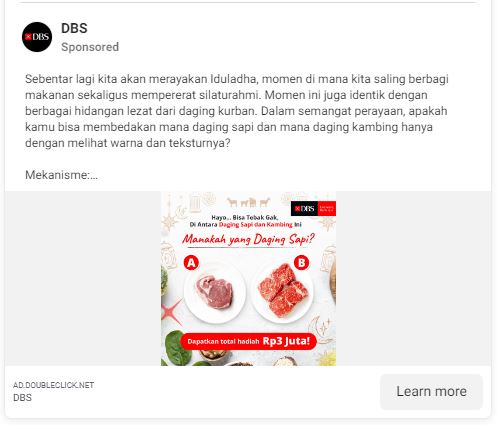 DBS
DBS
Sponsored
Sebentar lagi kita akan merayakan Iduladha, momen di mana kita saling berbagi
makanan sekaligus mempererat silaturahmi. Momen ini juga identik dengan
berbagai hidangan lezat dari daging kurban. Dalam semangat perayaan, apakah
kamu bisa membedakan mana daging sapi dan mana daging kambing hanya
dengan melihat warna dan teksturnya?
Mekanisme:...
DBS
Hayo... Bisa Tebak Gak,
Di Antara Daging Sapi dan Kambing Ini
Manakah yang Daging Sapi?
A
B
Dapatkan total hadiah Rp3 Juta!
AD.DOUBLECLICK.NET
DBS
Learn more